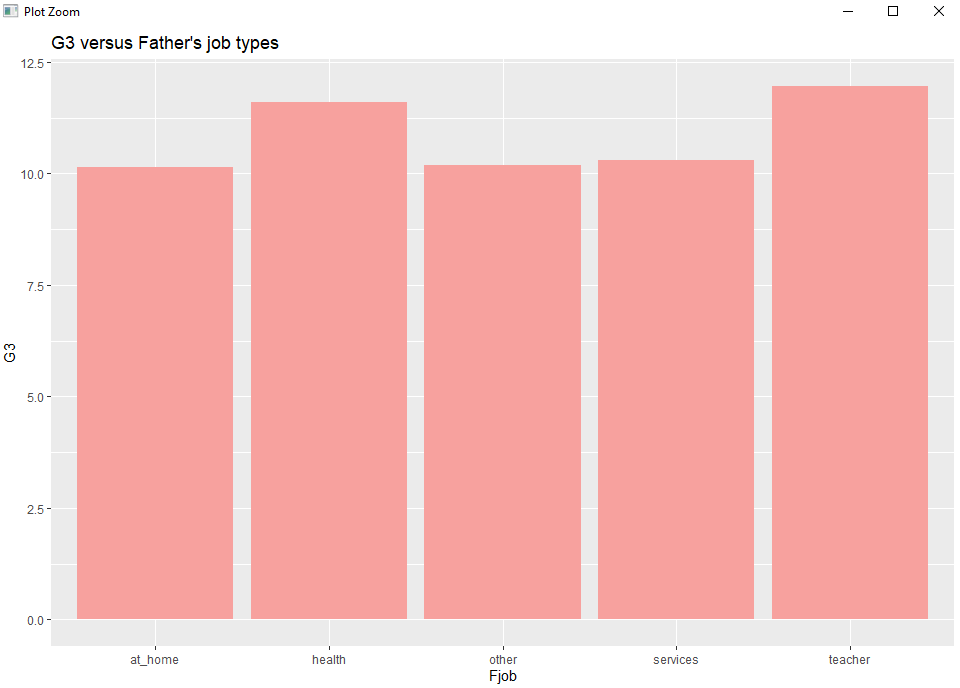 Plot Zoom
G3 versus Father's job types
12.5
10.0
7.5
5.0
2.5
0.0
G3
at_home health other services teacher
Fjob